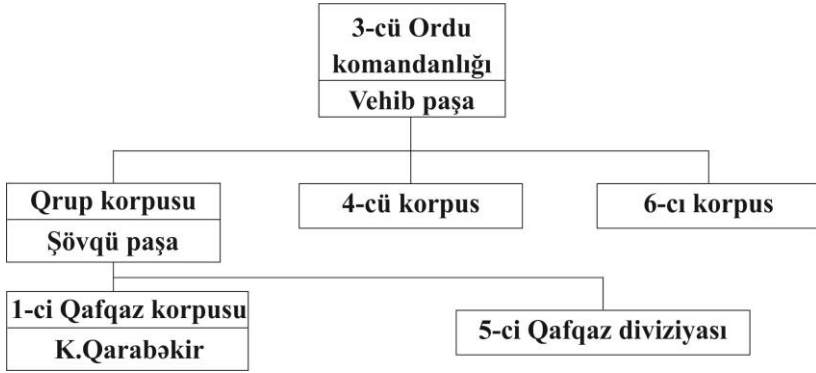 3-cü Ordu
komandanlığı
Vehib paşa
Qrup korpusu
Şövqü paşa
4-cü korpus
6-cı korpus
1-ci Qafqaz korpusu
K.Qarabəkir
5-ci Qafqaz diviziyası